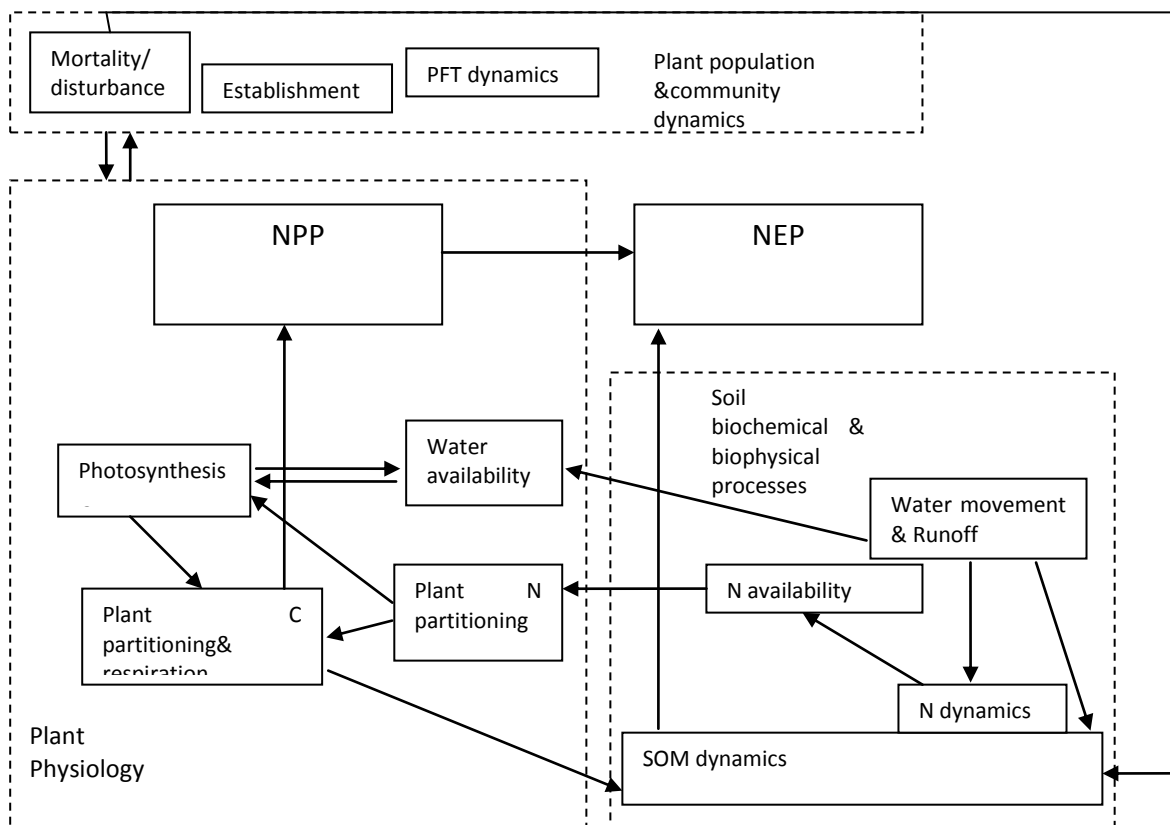 Mortality/
disturbance
Establishment
PFT dynamics
Plant population
&community
dynamics
NPP
NEP
Soil
biochemical &
biophysical
processes
Photosynthesis
Water
availability
Water movement
& Runoff
Plant N
partitioning
N availability
Plant C
partitioning&
respiration
N dynamics
SOM dynamics
Plant
Physiology